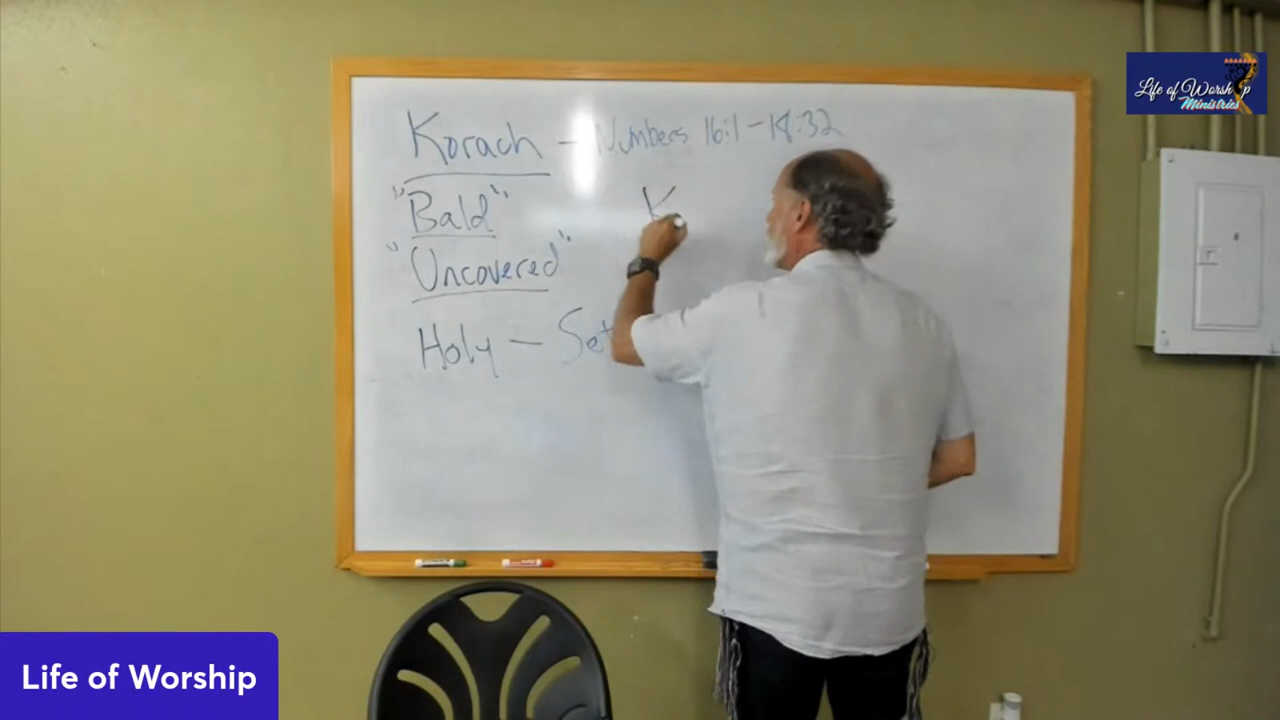 Korach - Numbers 16:1-18:32
"Bald"
K
"Uncovered"
Holy - Set
Life of Worship
Ministries
Life of Worship